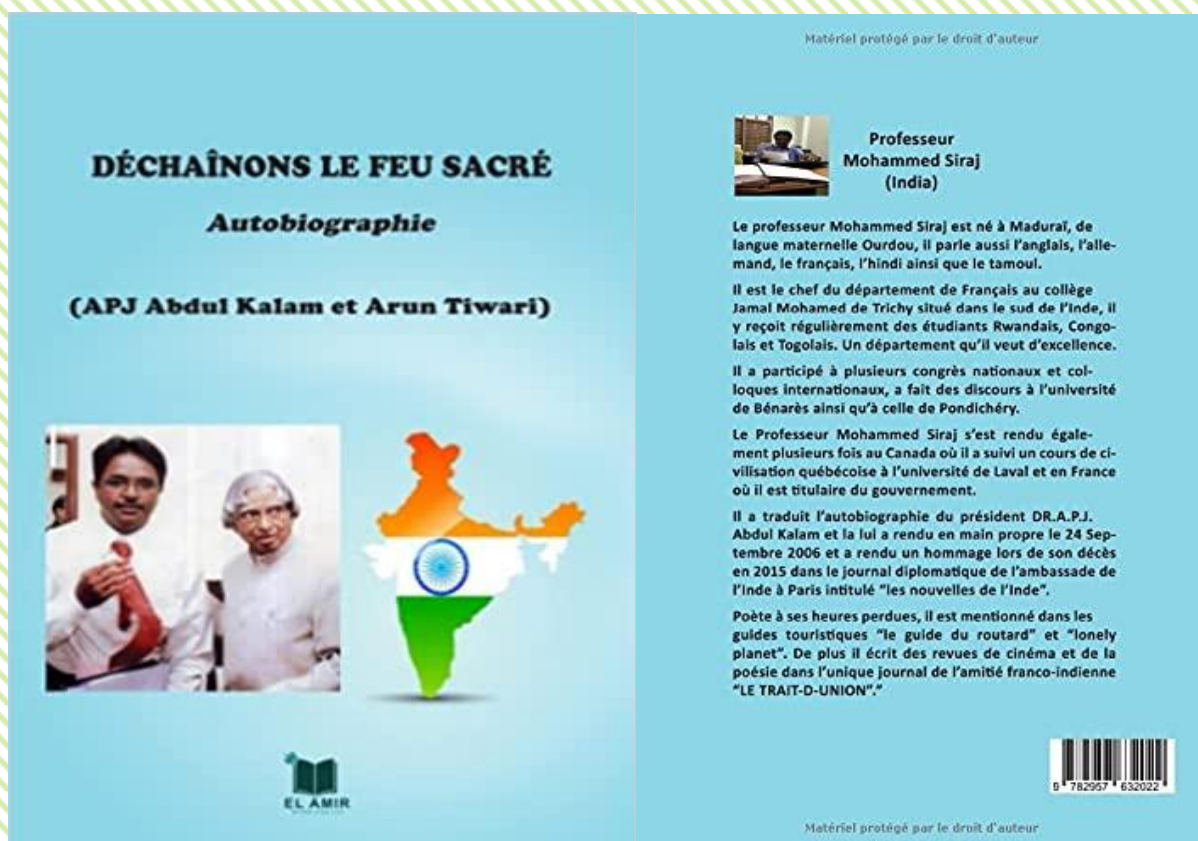 DÉCHAÎNONS LE FEU SACRÉ
Autobiographie
(APJ Abdul Kalam et Arun Tiwari)
EL AMIR
Matériel protégé par le droit d'auteur
Professeur
Mohammed Siraj
(India)
Le professeur Mohammed Siraj est né à Maduraï, de
langue maternelle Ourdou, il parle aussi l'anglais, l'alle-
mand, le français, l'hindi ainsi que le tamoul.
Il est le chef du département de Français au collège
Jamal Mohamed de Trichy situé dans le sud de l'Inde, il
y reçoit régulièrement des étudiants Rwandais, Congo-
lais et Togolais. Un département qu'il veut d'excellence.
Il a participé à plusieurs congrès nationaux et col-
loques internationaux, a fait des discours à l'université
de Bénarès ainsi qu'à celle de Pondichéry.
Le Professeur Mohammed Siraj s'est rendu égale-
ment plusieurs fois au Canada où il a suivi un cours de ci-
vilisation québécoise à l'université de Laval et en France
où il est titulaire du gouvernement.
Il a traduit l'autobiographie du président DR.A.P.J.
Abdul Kalam et la lui a rendu en main propre le 24 Sep-
tembre 2006 et a rendu un hommage lors de son décès
en 2015 dans le journal diplomatique de l'ambassade de
l'Inde à Paris intitulé "les nouvelles de l'Inde".
Poète à ses heures perdues, il est mentionné dans les
guides touristiques "le guide du routard" et "lonely
planet". De plus il écrit des revues de cinéma et de la
poésie dans l'unique journal de l'amitié franco-indienne
"LE TRAIT-D-UNION"."
9 782957 632022
Matériel protégé par le droit d'auteur